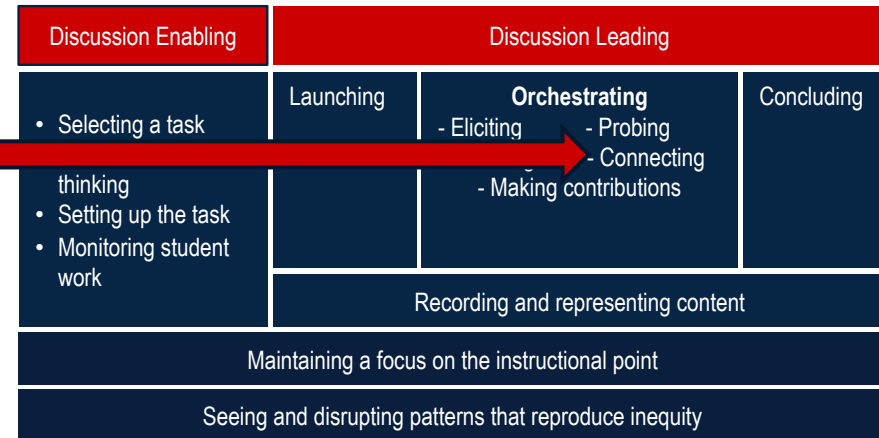 Discussion Enabling
Discussion Leading
• Selecting a task
thinking
• Setting up the task
• Monitoring student
work
Launching
Orchestrating
- Eliciting - Probing
- Connecting
- Making contributions
Concluding
Recording and representing content
Maintaining a focus on the instructional point
Seeing and disrupting patterns that reproduce inequity